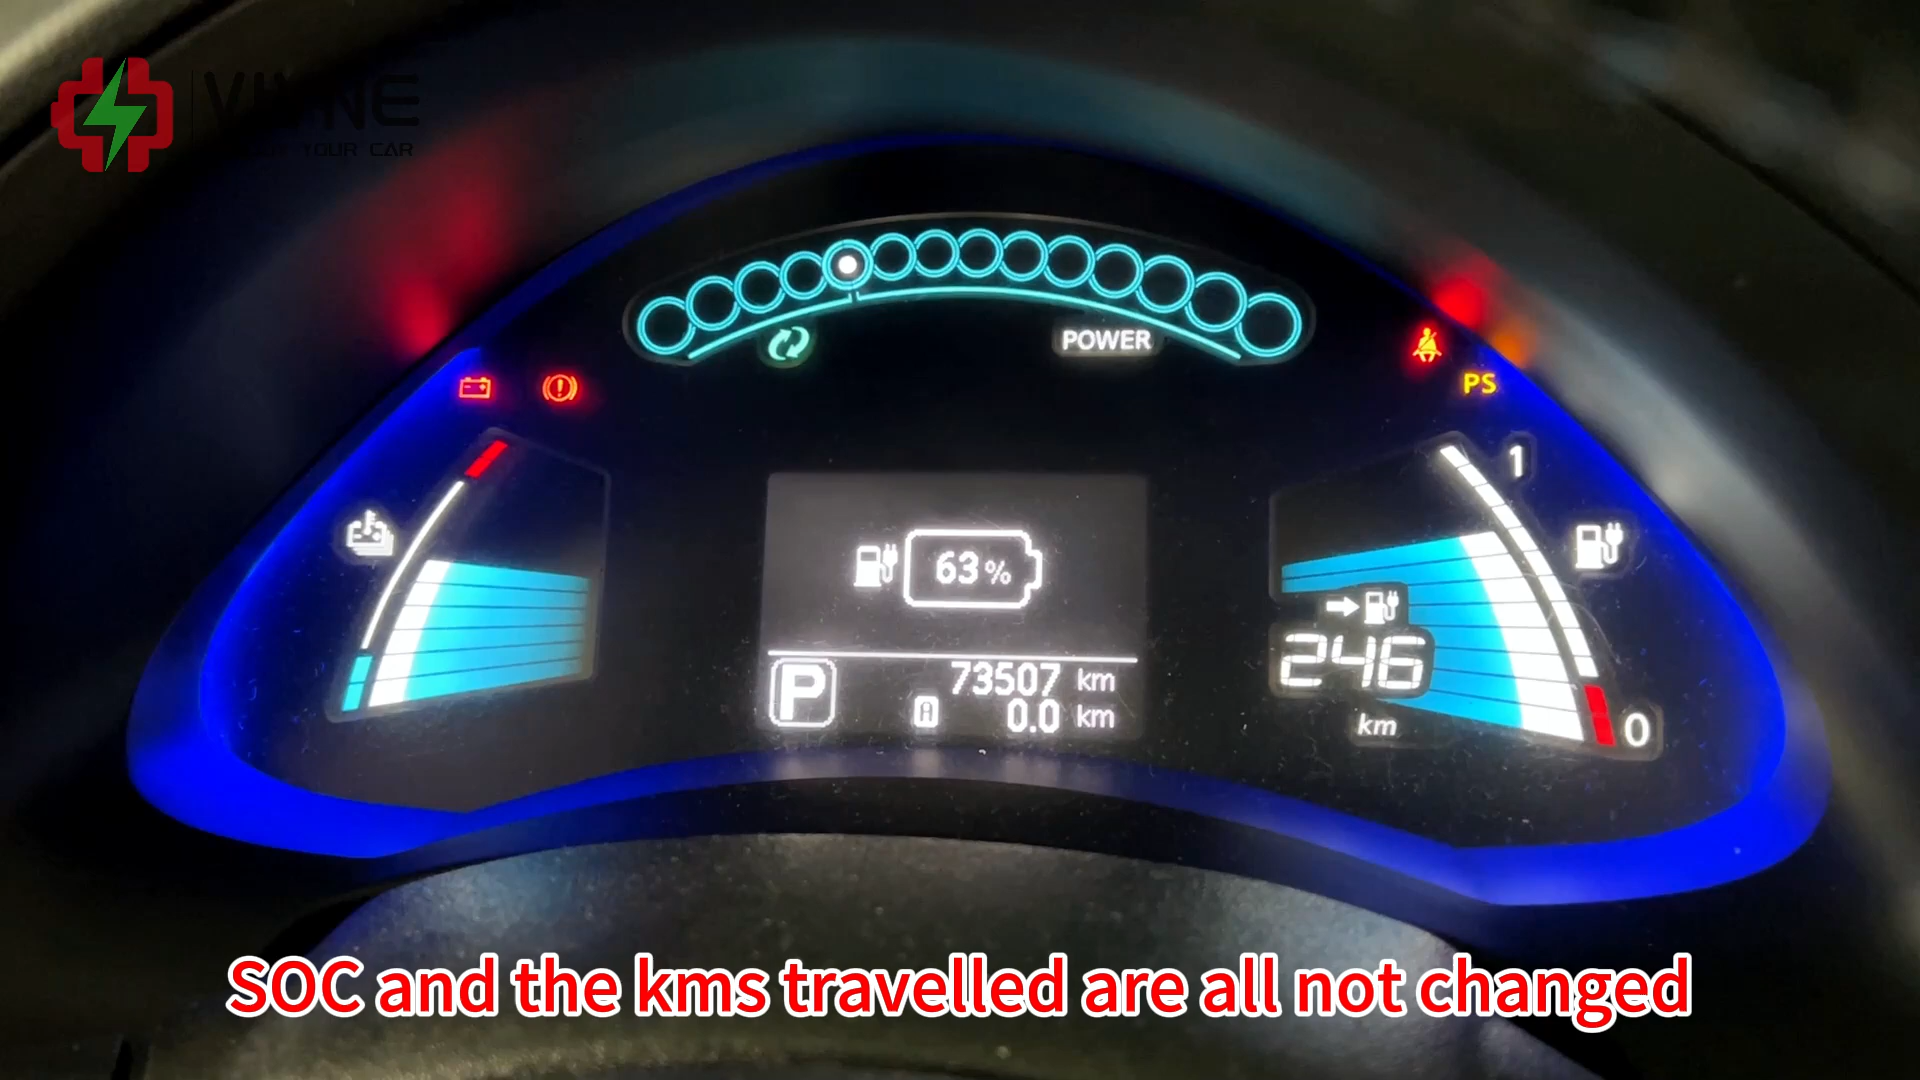 YOUR CAR
POWER
PS
1
63%
246
km
0
P
73507 km
A 0.0 km
SOC and the kms travelled are all not changed